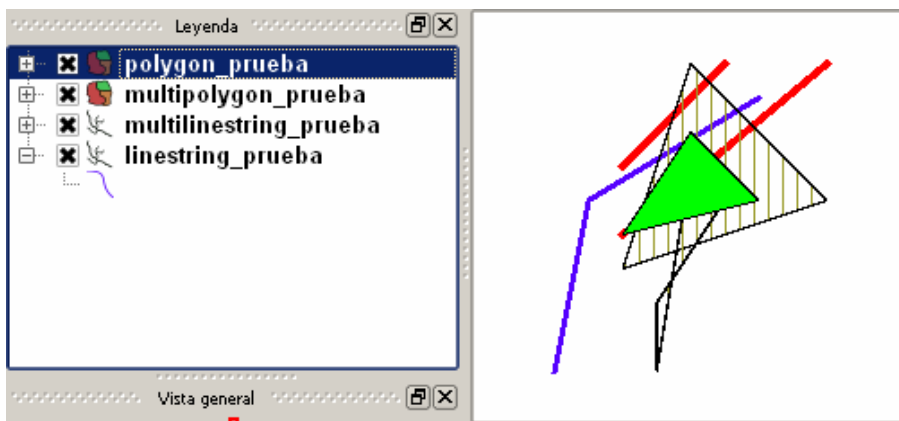 Leyenda
polygon_prueba
multipolygon_prueba
multilinestring_prueba
linestring_prueba
Vista general